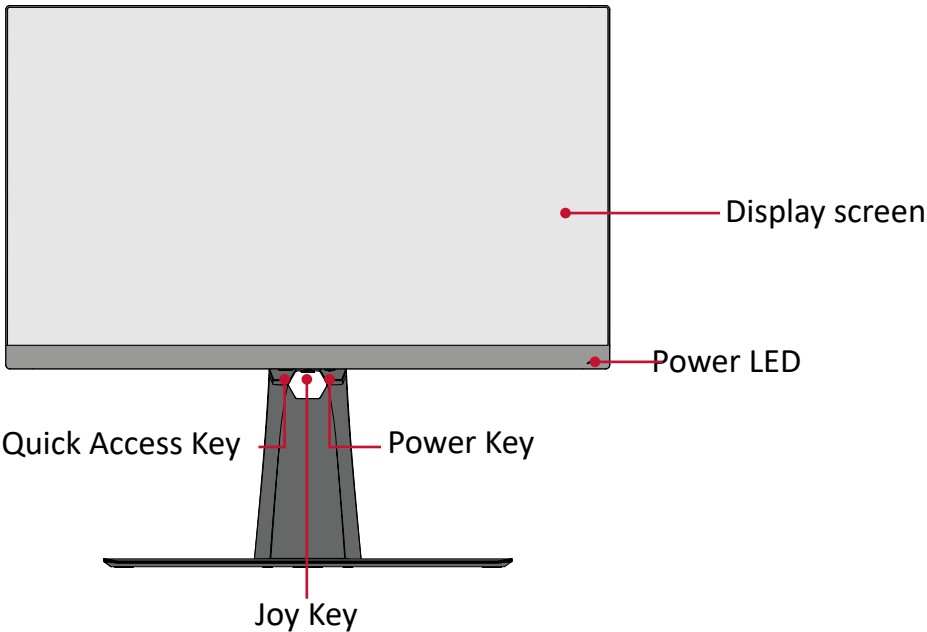 Display screen
Power LED
Quick Access Key
Power Key
Joy Key